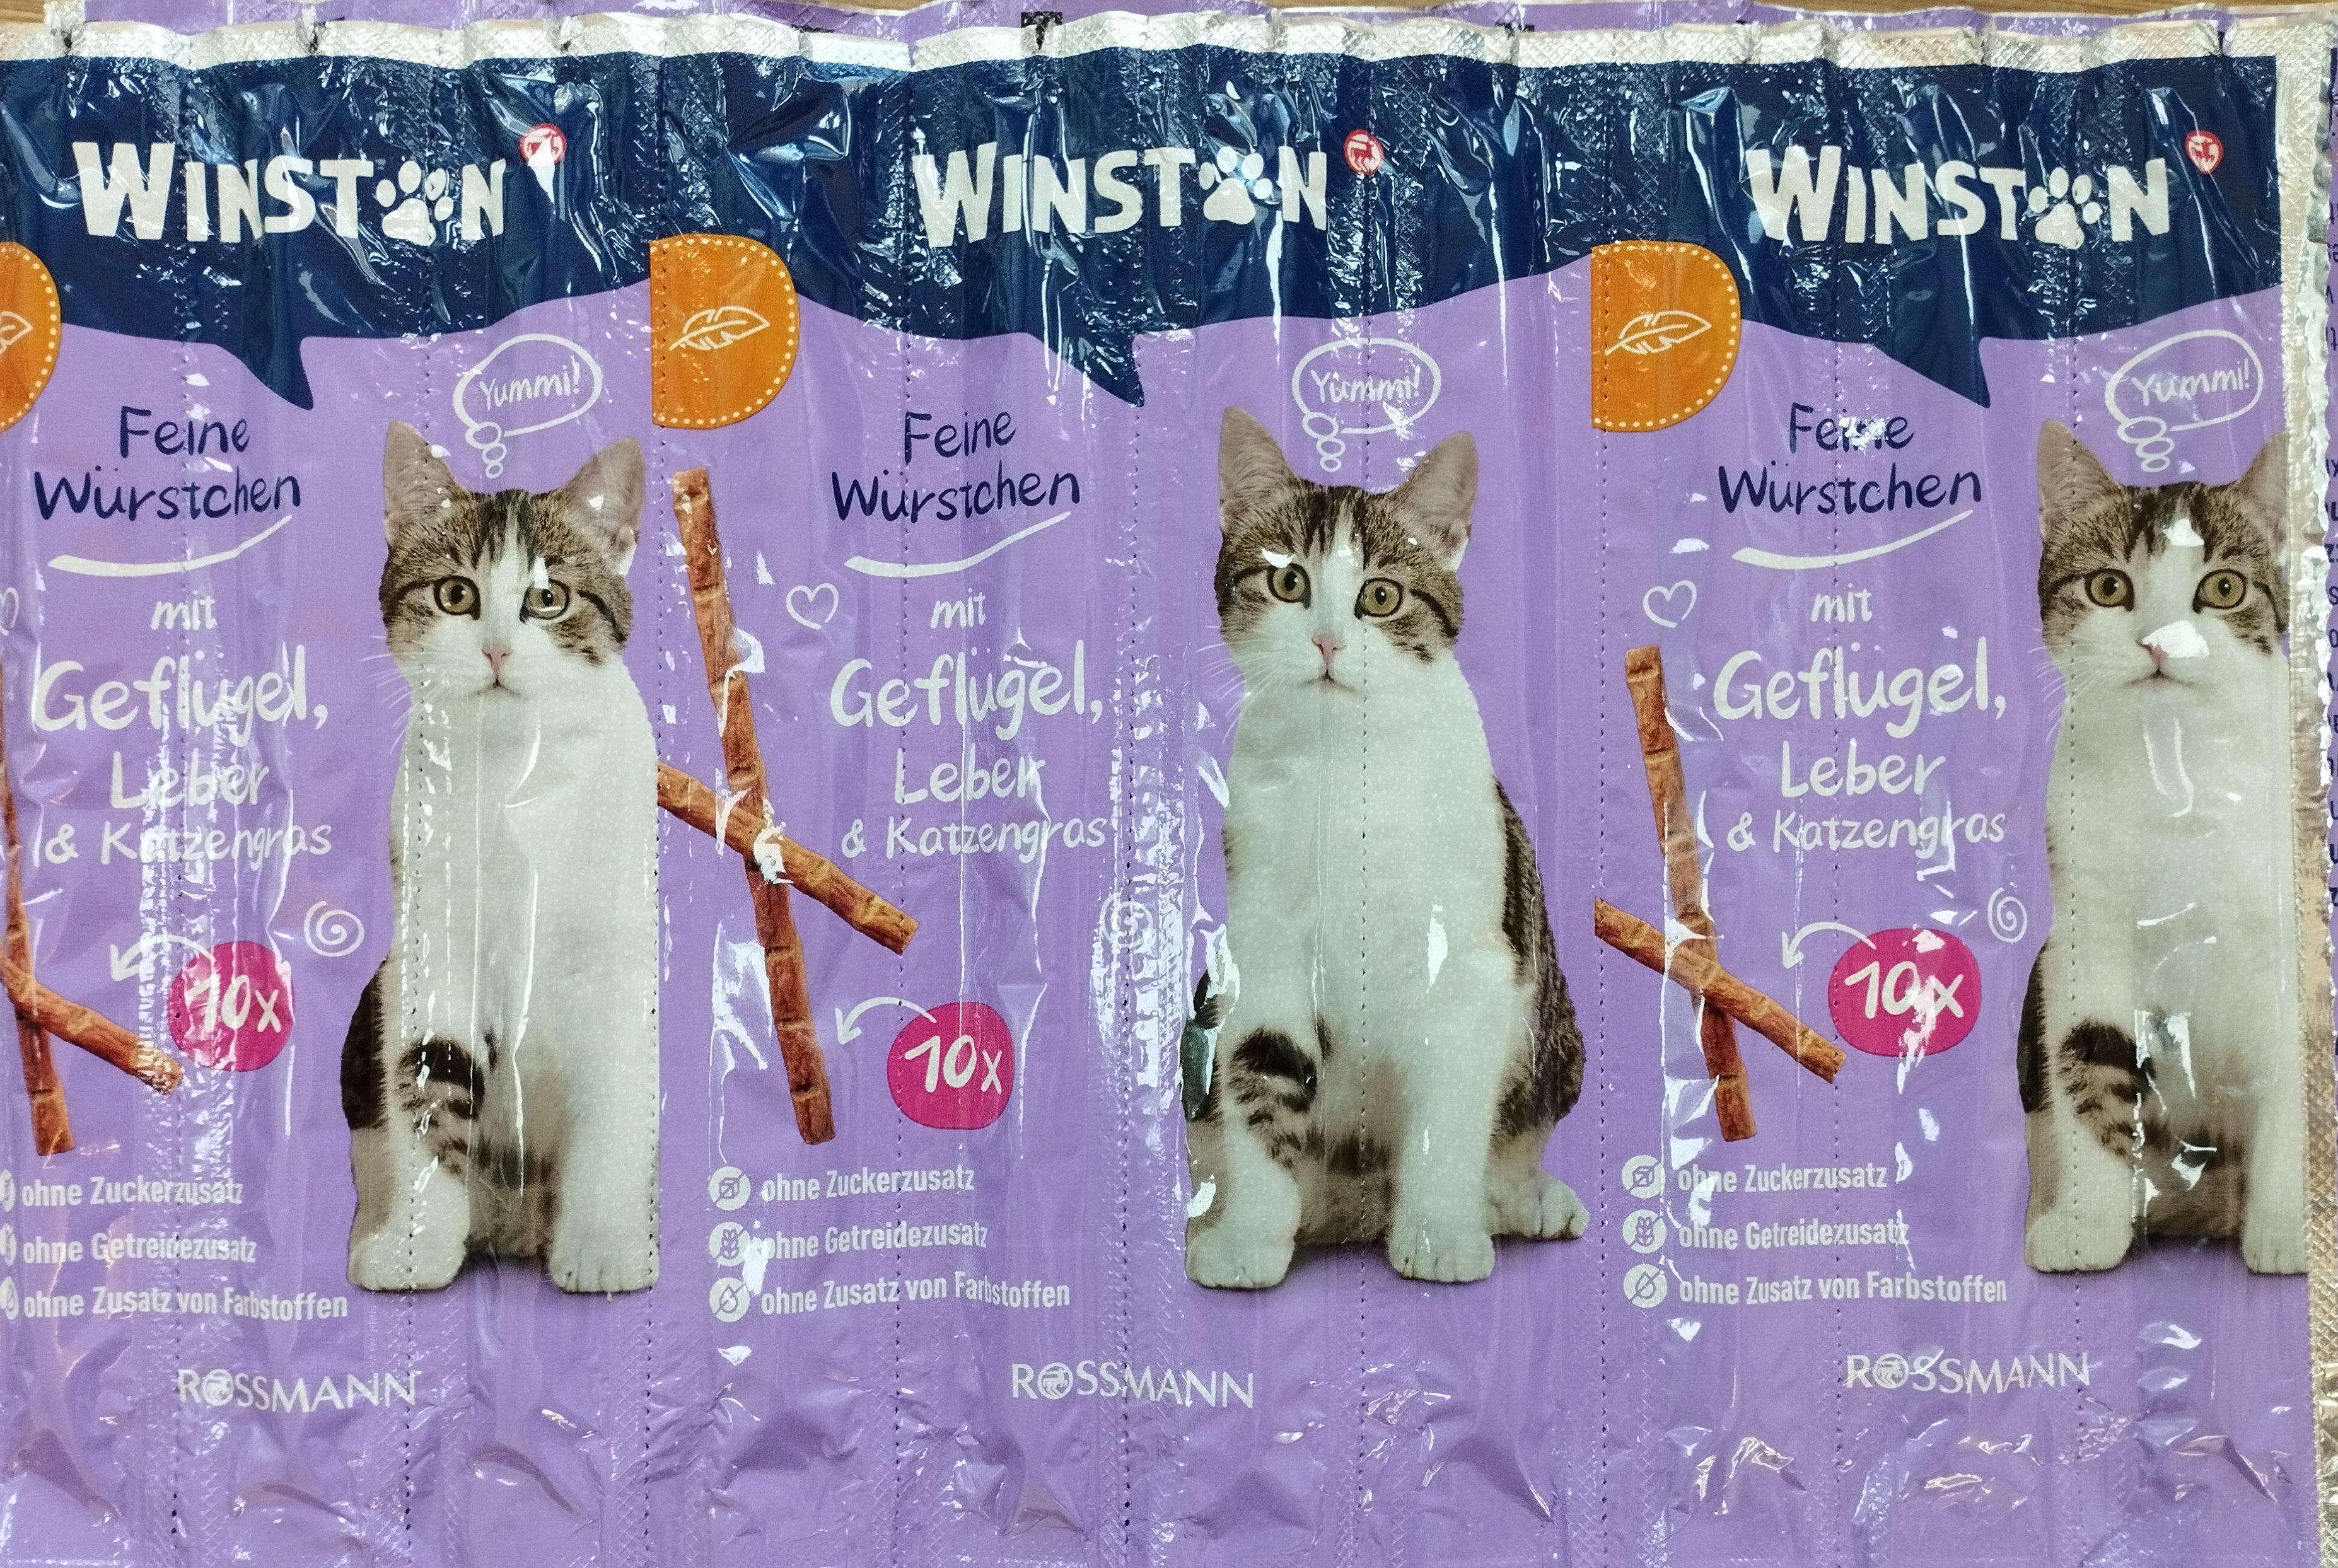 WINSTON
Yummi!
Feine
Würstchen
mit
Geflügel,
Leber
& Katzengras
10x
ohne Zuckerzusatz
ohne Getreidezusatz
ohne Zusatz von Farbstoffen
ROSSMANN
WINSTON
Yummi!
Feine
Würstchen
mit
Geflügel,
Leber
& Katzengras
10x
ohne Zuckerzusatz
ohne Getreidezusatz
ohne Zusatz von Farbstoffen
ROSSMANN
WINSTON
Yummi!
Feine
Würstchen
mit
Geflügel,
Leber
& Katzengras
10x
ohne Zuckerzusatz
ohne Getreidezusatz
ohne Zusatz von Farbstoffen
ROSSMANN